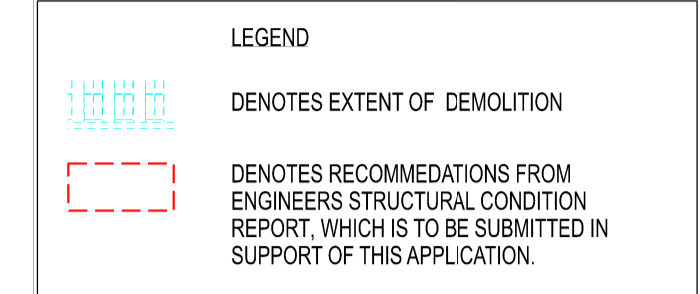 LEGEND
DENOTES EXTENT OF DEMOLITION
DENOTES RECOMMEDATIONS FROM
ENGINEERS STRUCTURAL CONDITION
REPORT, WHICH IS TO BE SUBMITTED IN
SUPPORT OF THIS APPLICATION.